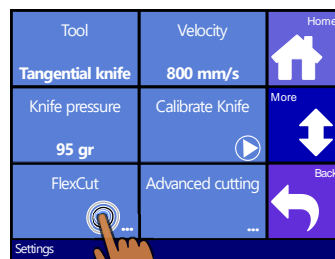 Tool
Velocity
Home
Tangential knife
800 mm/s
Knife pressure
Calibrate Knife
More
95 gr
FlexCut
Advanced cutting
Back
...
...
Settings